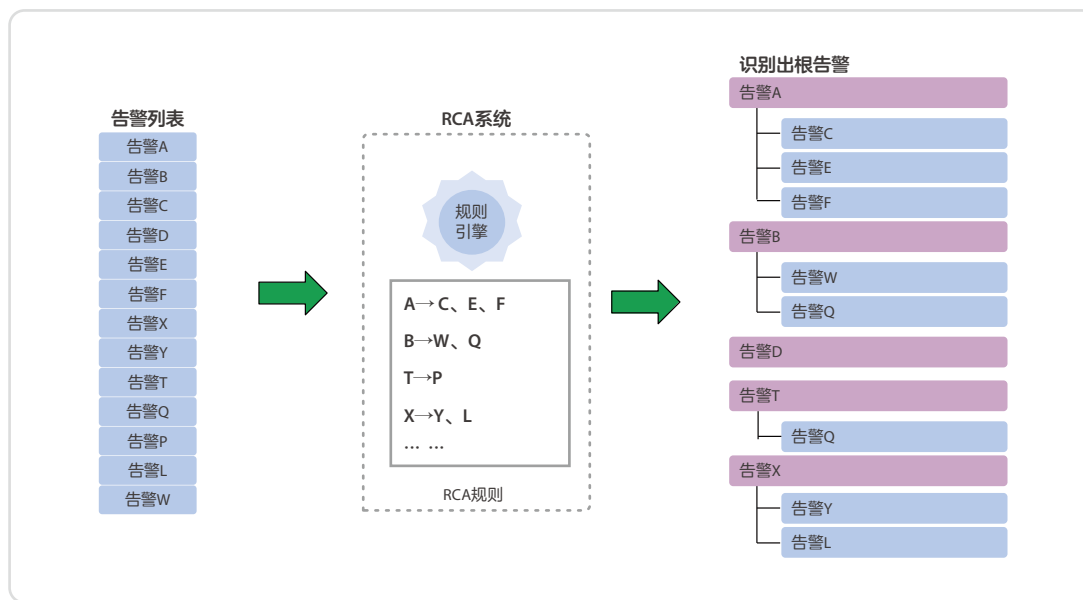 告警列表
告警A
告警B
告警C
告警D
告警E
告警F
告警X
告警Y
告警T
告警Q
告警P
告警L
告警W
RCA系统
规则
引擎
A→C、E、F
B→W、Q
T→P
X→Y、L
... ...
RCA规则
识别出根告警
告警A
告警C
告警E
告警F
告警B
告警W
告警Q
告警D
告警T
告警Q
告警X
告警Y
告警L